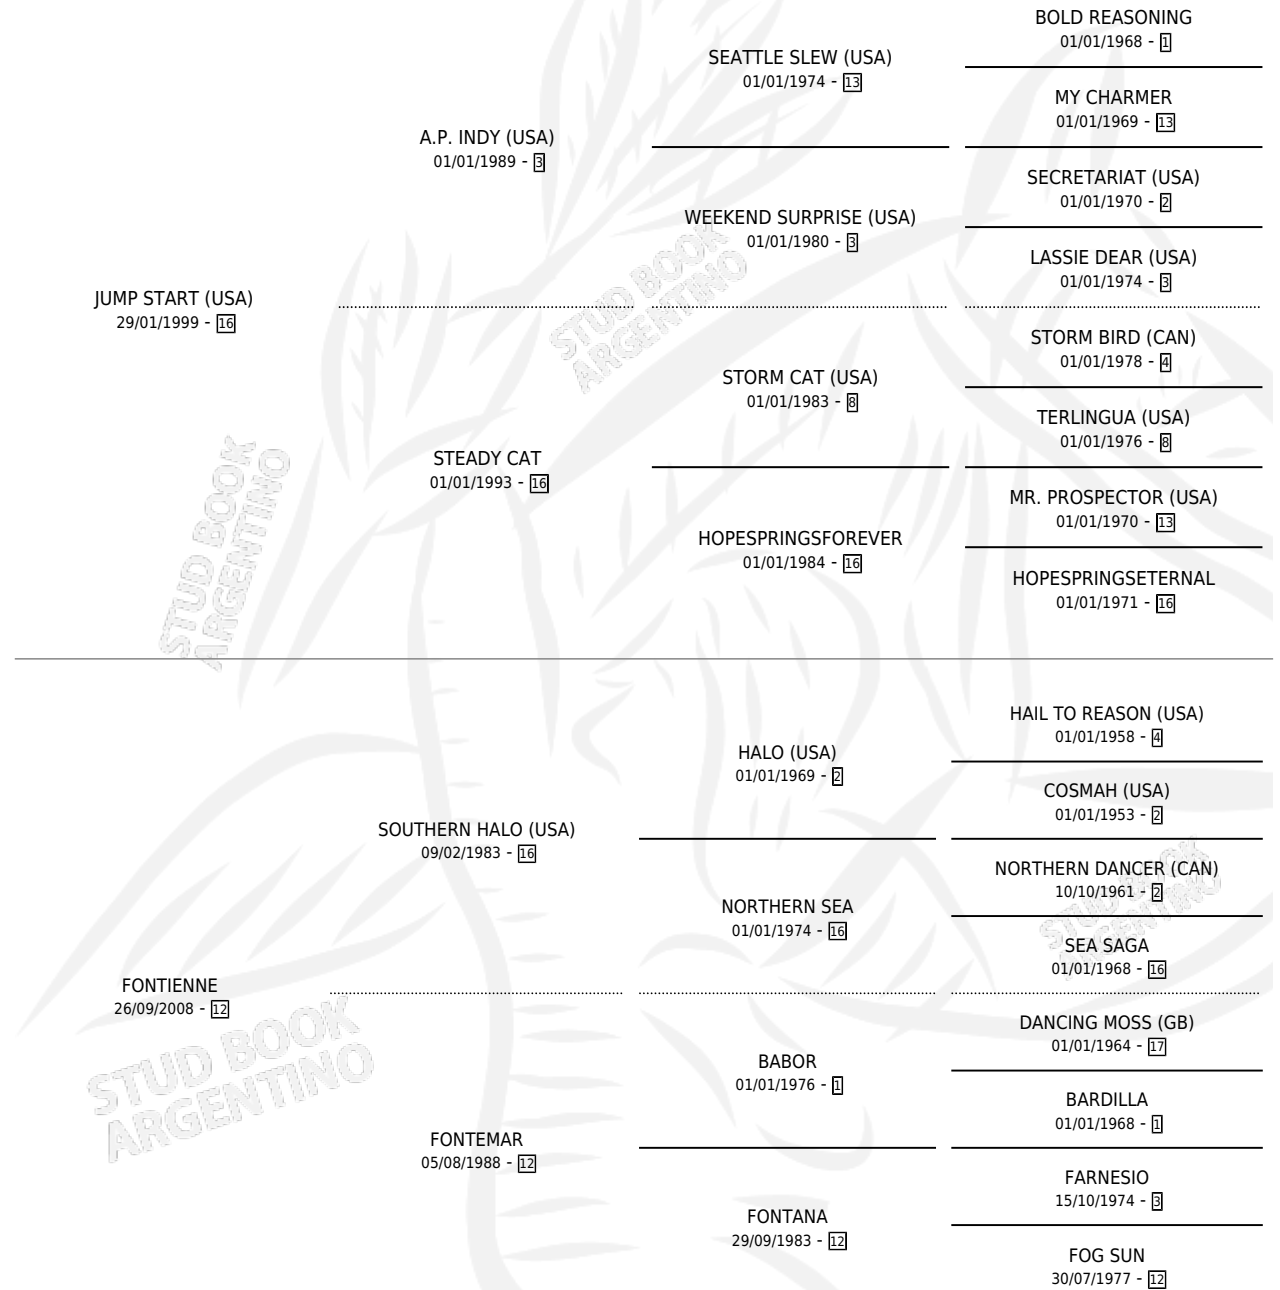 BOLD REASONING
01/01/1968 - 1
SEATTLE SLEW (USA)
01/01/1974 - 13
MY CHARMER
01/01/1969 - 13
A.P. INDY (USA)
01/01/1989 - 3
SECRETARIAT (USA)
01/01/1970 - 2
WEEKEND SURPRISE (USA)
01/01/1980 - 3
LASSIE DEAR (USA)
01/01/1974 - 3
STUD BOOK
ARGENTINO
JUMP START (USA)
29/01/1999 - 16
STORM BIRD (CAN)
01/01/1978 - 4
STORM CAT (USA)
01/01/1983 - 8
TERLINGUA (USA)
01/01/1976 - 8
STEADY CAT
01/01/1993 - 16
MR. PROSPECTOR (USA)
01/01/1970 - 13
HOPESPRINGSFOREVER
01/01/1984 - 16
HOPESPRINGSETERNAL
01/01/1971 - 16
STUD BOOK
ARGENTINO
HAIL TO REASON (USA)
01/01/1958 - 4
HALO (USA)
01/01/1969 - 2
COSMAH (USA)
01/01/1953 - 2
SOUTHERN HALO (USA)
09/02/1983 - 16
NORTHERN DANCER (CAN)
10/10/1961 - 2
NORTHERN SEA
01/01/1974 - 16
STUD BOOK
ARGENTINO
SEA SAGA
01/01/1968 - 16
FONTIENNE
26/09/2008 - 12
DANCING MOSS (GB)
01/01/1964 - 17
BABOR
01/01/1976 - 1
BARDILLA
01/01/1968 - 1
STUD BOOK
ARGENTINO
FONTEMAR
05/08/1988 - 12
FARNESIO
15/10/1974 - 3
FONTANA
29/09/1983 - 12
FOG SUN
30/07/1977 - 12